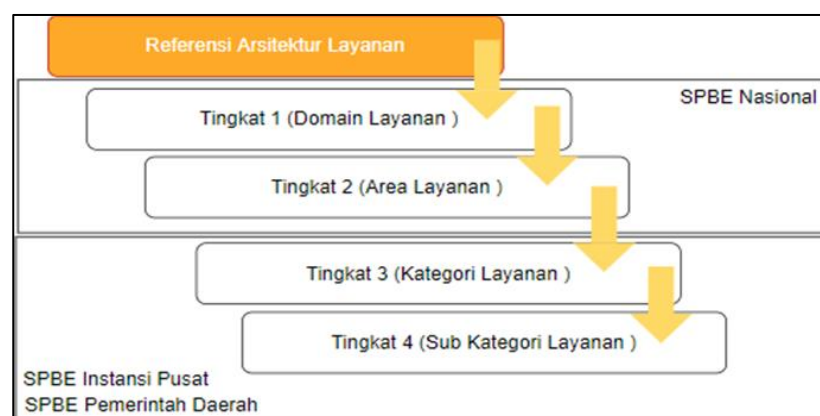 Referensi Arsitektur Layanan
SPBE Nasional
Tingkat 1 (Domain Layanan )
Tingkat 2 (Area Layanan )
Tingkat 3 (Kategori Layanan )
Tingkat 4 (Sub Kategori Layanan )
SPBE Instansi Pusat
SPBE Pemerintah Daerah